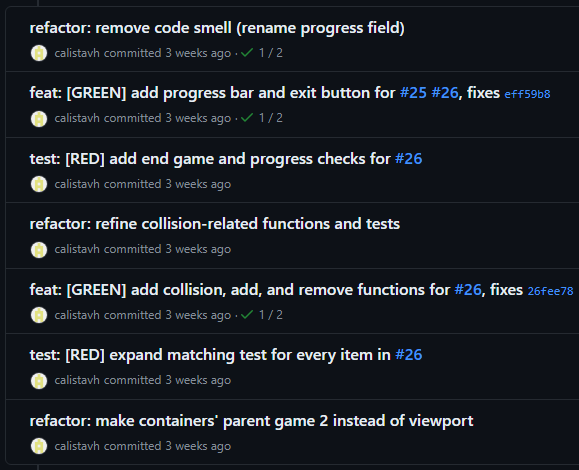 refactor: remove code smell (rename progress field)
calistavh committed 3 weeks ago · ✓ 1 / 2
feat: [GREEN] add progress bar and exit button for #25 #26, fixes eff59b8
calistavh committed 3 weeks ago · ✓ 1 / 2
test: [RED] add end game and progress checks for #26
calistavh committed 3 weeks ago
refactor: refine collision-related functions and tests
calistavh committed 3 weeks ago
feat: [GREEN] add collision, add, and remove functions for #26, fixes 26fee78
calistavh committed 3 weeks ago · ✓ 1 / 2
test: [RED] expand matching test for every item in #26
calistavh committed 3 weeks ago
refactor: make containers' parent game 2 instead of viewport
calistavh committed 3 weeks ago